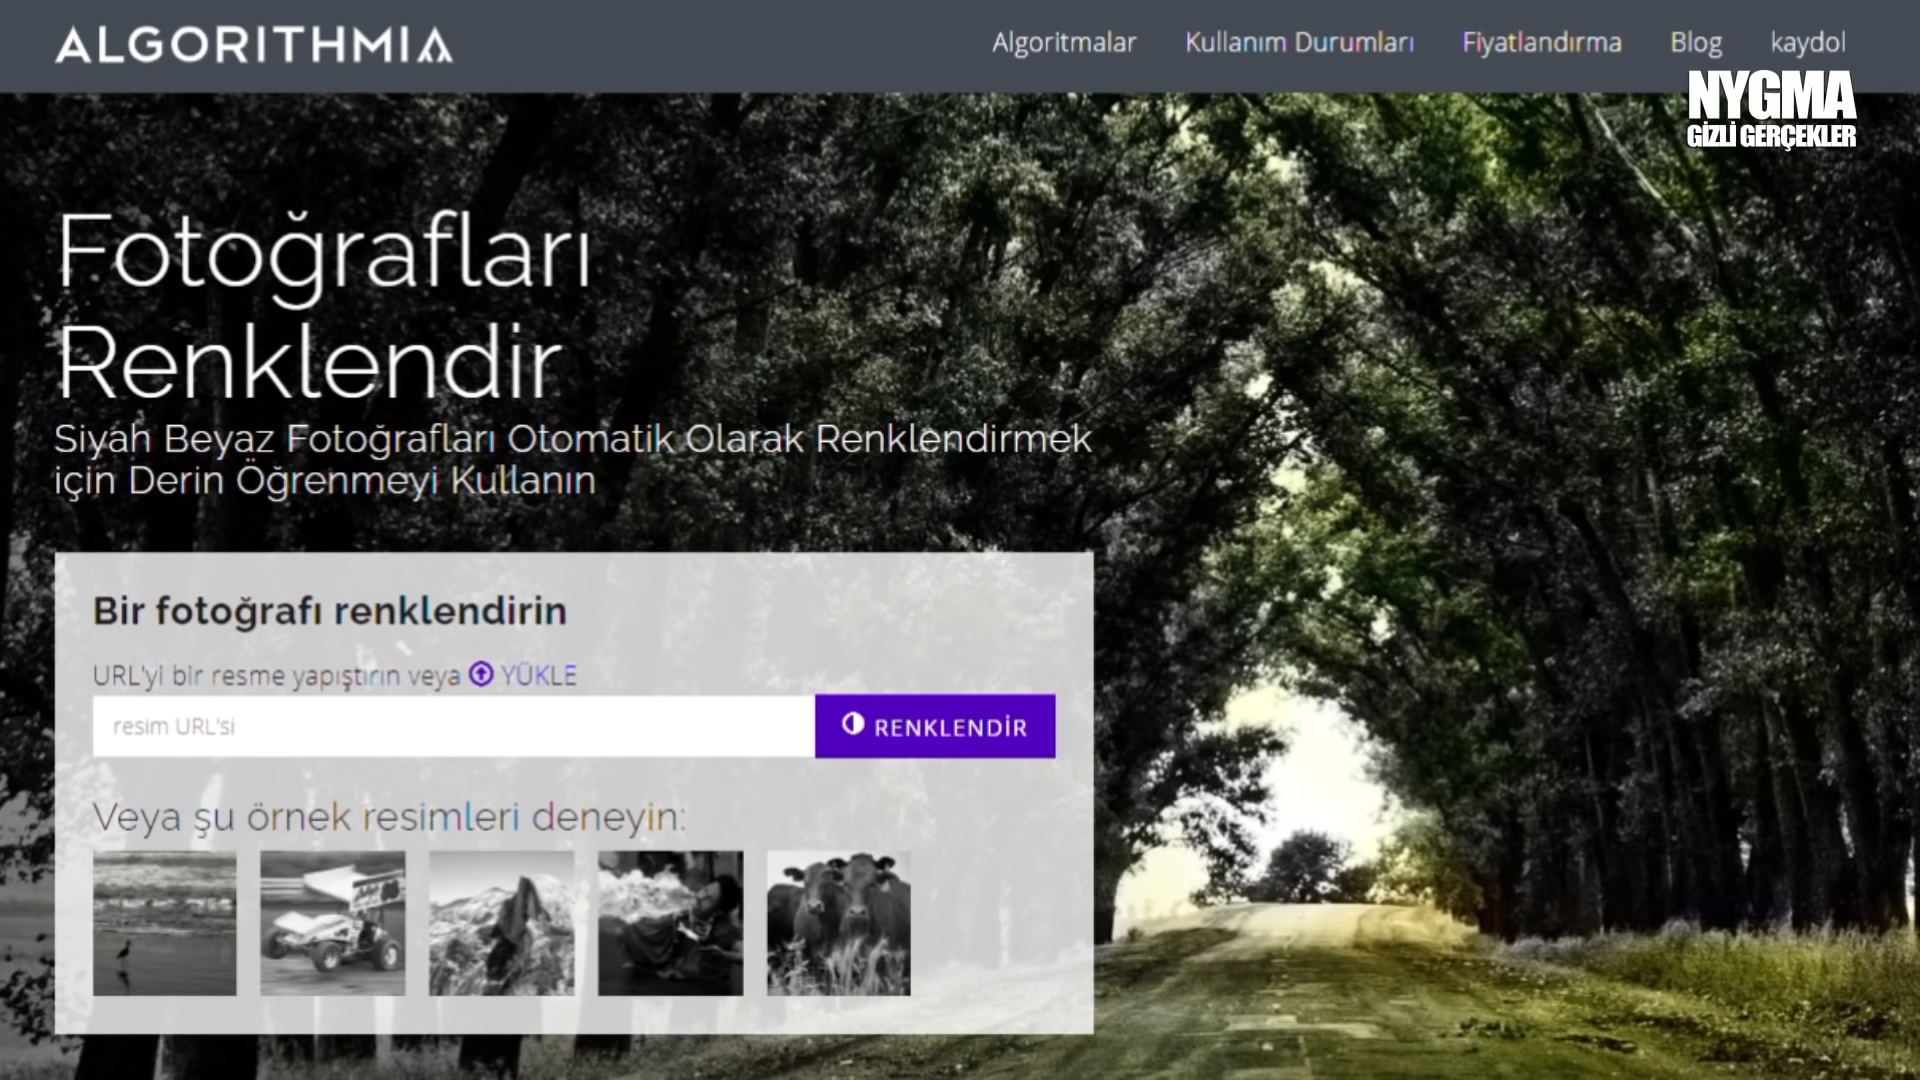 ALGORITHMIA
Algoritmalar Kullanım Durumları Fiyatlandırma Blog kaydol
NYGMA
GİZLİ GERÇEKLER
Fotoğrafları
Renklendir
Siyah Beyaz Fotoğrafları Otomatik Olarak Renklendirmek
için Derin Öğrenmeyi Kullanın
Bir fotoğrafı renklendirin
URL'yi bir resme yapıştırın veya YÜKLE
resim URL'si
RENKLENDİR
Veya şu örnek resimleri deneyin: